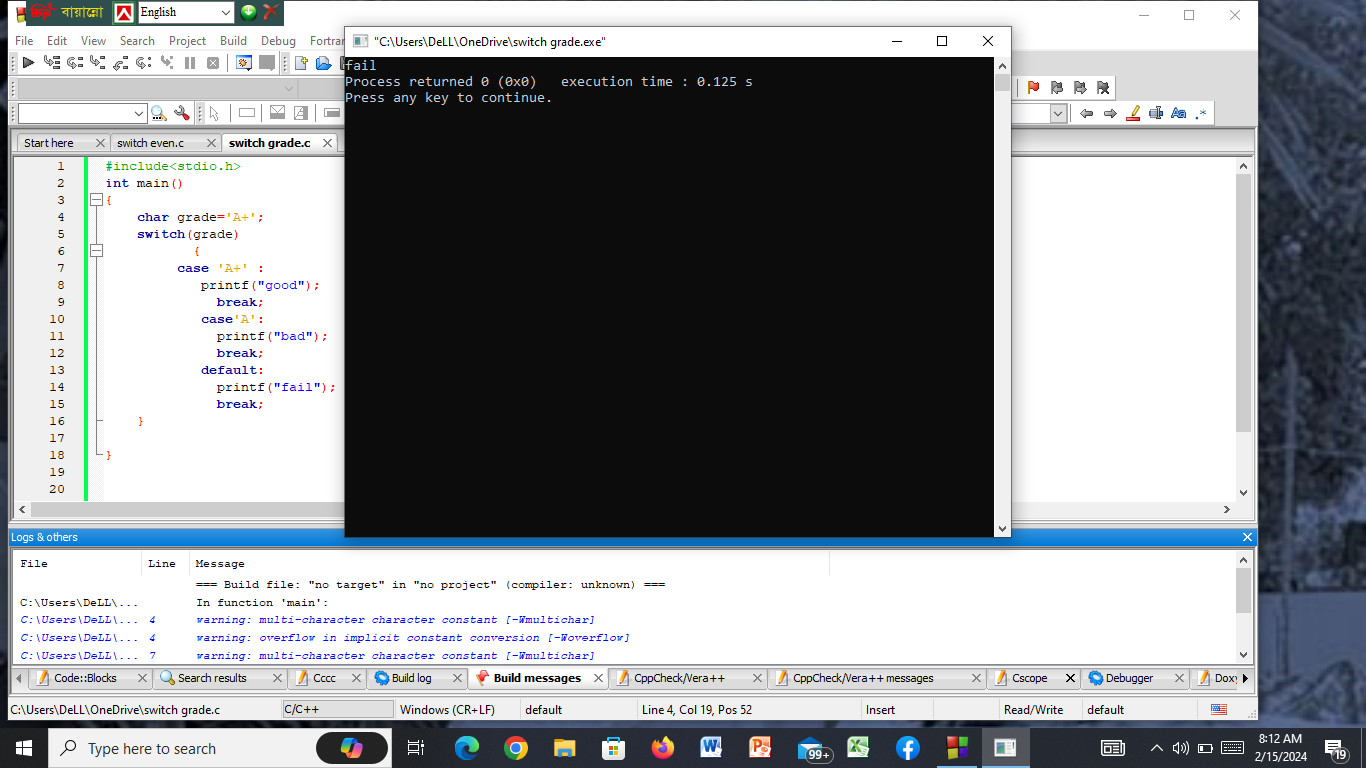 বায়ান্নো English
File Edit View Search Project Build Debug Fortran
"C:\Users\DeLL\OneDrive\switch grade.exe"
fail
Process returned 0 (0x0)   execution time : 0.125 s
Press any key to continue.
Start here switch even.c switch grade.c
1 #include<stdio.h>
2 int main()
3 {
4 char grade='A+';
5 switch(grade)
6 {
7 case 'A+' :
8 printf("good");
9 break;
10 case'A':
11 printf("bad");
12 break;
13 default:
14 printf("fail");
15 break;
16 }
17
18 }
19
20
Logs & others
File Line Message
=== Build file: "no target" in "no project" (compiler: unknown) ===
C:\Users\DeLL\... In function 'main':
C:\Users\DeLL\... 4 warning: multi-character character constant [-Wmultichar]
C:\Users\DeLL\... 4 warning: overflow in implicit constant conversion [-Woverflow]
C:\Users\DeLL\... 7 warning: multi-character character constant [-Wmultichar]
Code::Blocks Search results Cccc Build log Build messages CppCheck/Vera++ CppCheck/Vera++ messages Cscope Debugger Doxy
C:\Users\DeLL\OneDrive\switch grade.c C/C++ Windows (CR+LF) default Line 4, Col 19, Pos 52 Insert Read/Write default
Type here to search 99+ 8:12 AM
2/15/2024 19